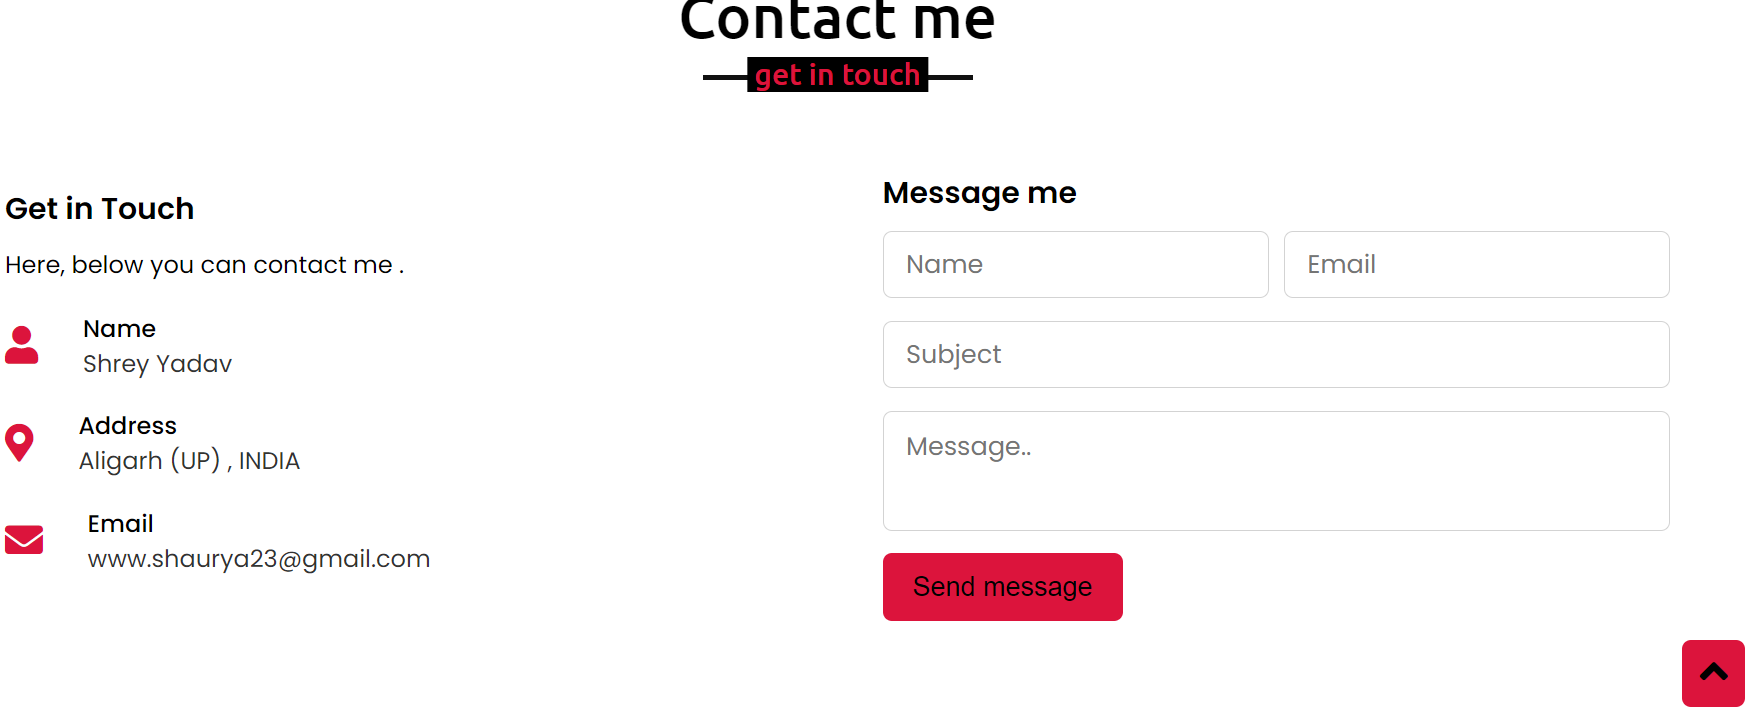 Contact me
get in touch
Get in Touch
Here, below you can contact me .
Name
Shrey Yadav
Address
Aligarh (UP) , INDIA
Email
www.shaurya23@gmail.com
Message me
Name
Email
Subject
Message..
Send message